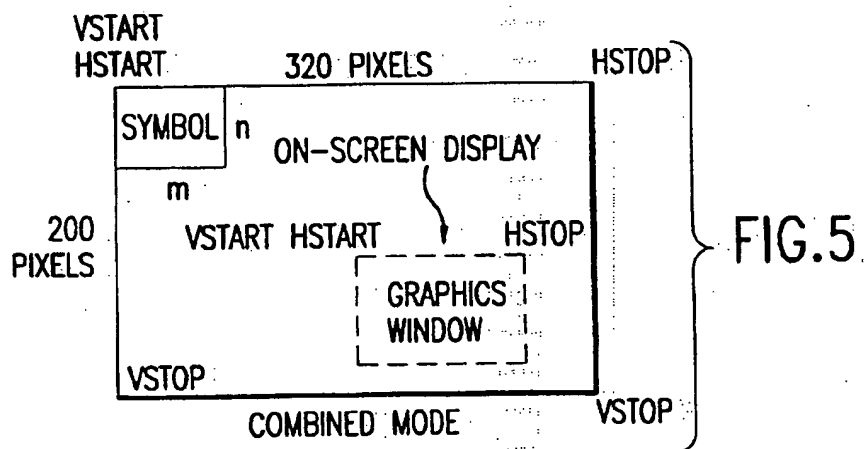 VSTART
HSTART
320 PIXELS
HSTOP
SYMBOL
n
ON-SCREEN DISPLAY
m
200
PIXELS
VSTART HSTART
HSTOP
FIG.5
GRAPHICS
WINDOW
VSTOP
VSTOP
COMBINED MODE